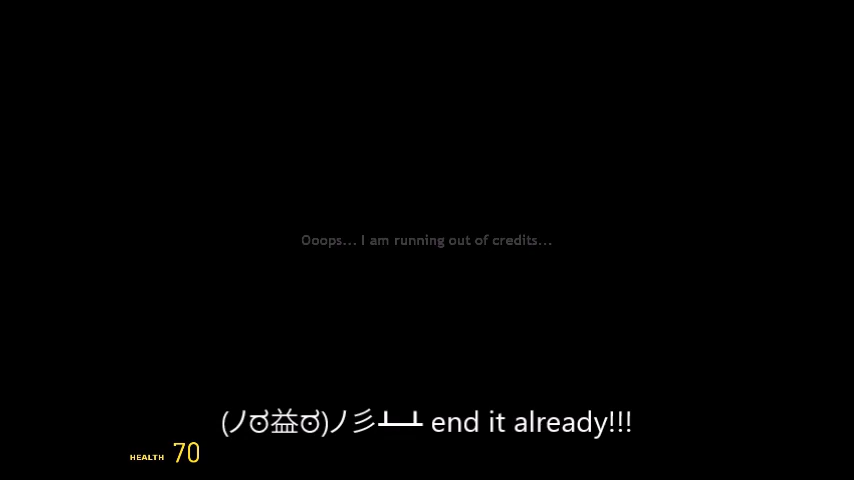 Ooops... I am running out of credits...
(ノಠ益ಠ)ノ彡┻━┻ end it already!!!
HEALTH 70